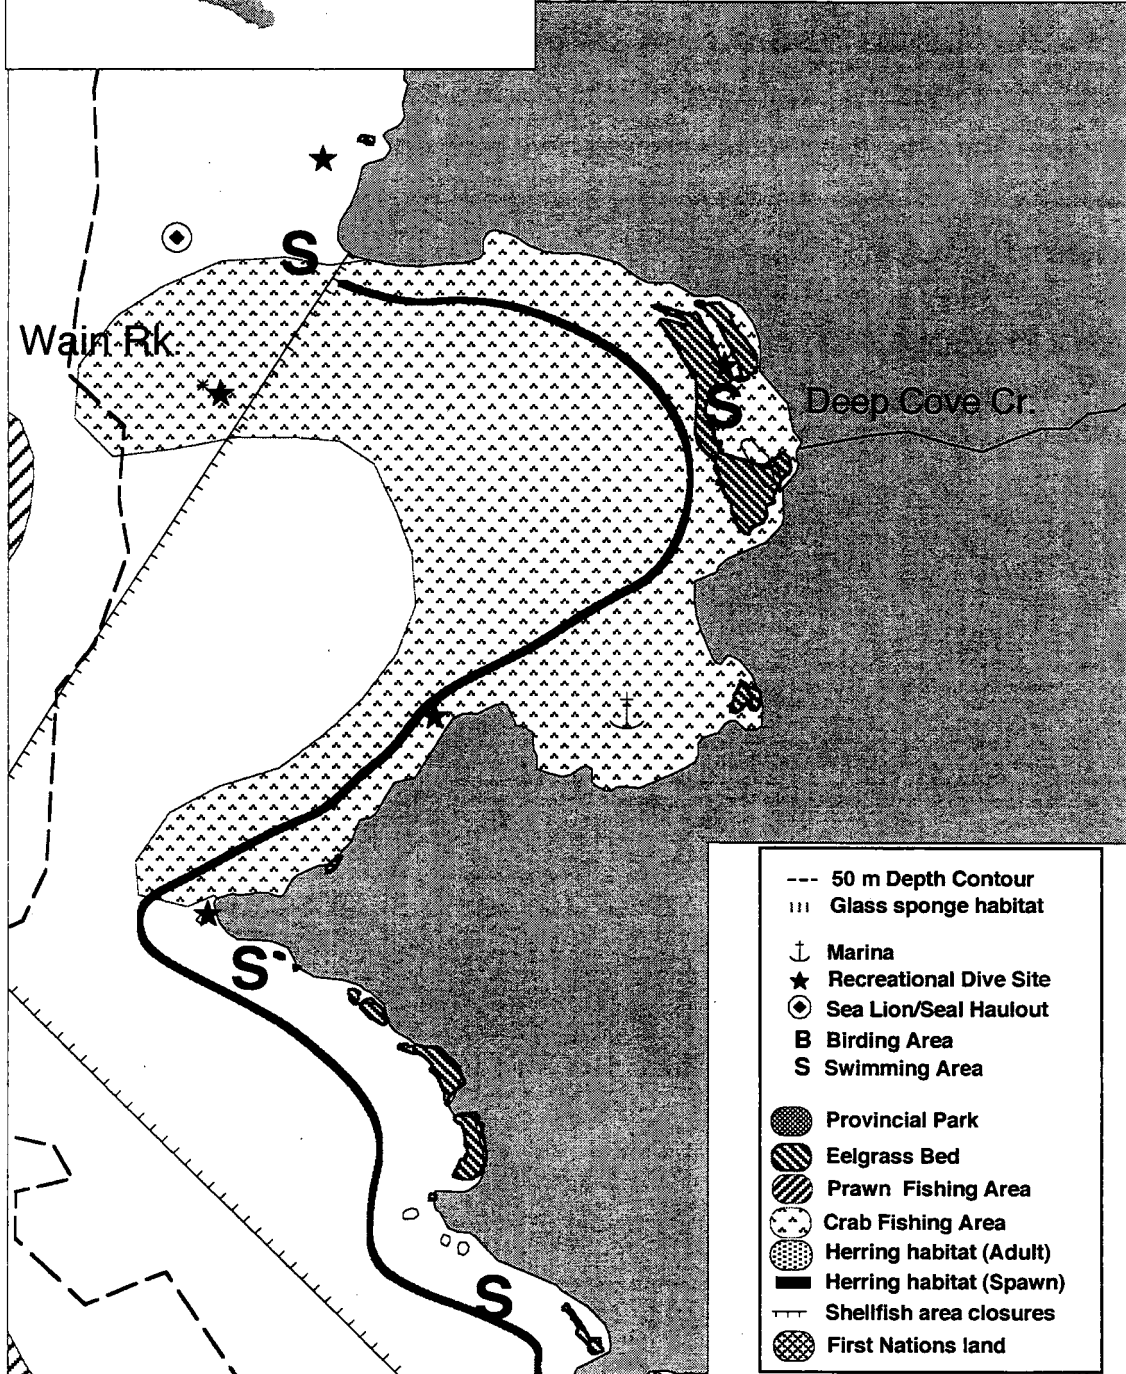 S
Wain Rk.
S
Deep Cove Cr.
S
S
50 m Depth Contour
Glass sponge habitat
Marina
Recreational Dive Site
Sea Lion/Seal Haulout
B Birding Area
S Swimming Area
Provincial Park
Eelgrass Bed
Prawn Fishing Area
Crab Fishing Area
Herring habitat (Adult)
Herring habitat (Spawn)
Shellfish area closures
First Nations land